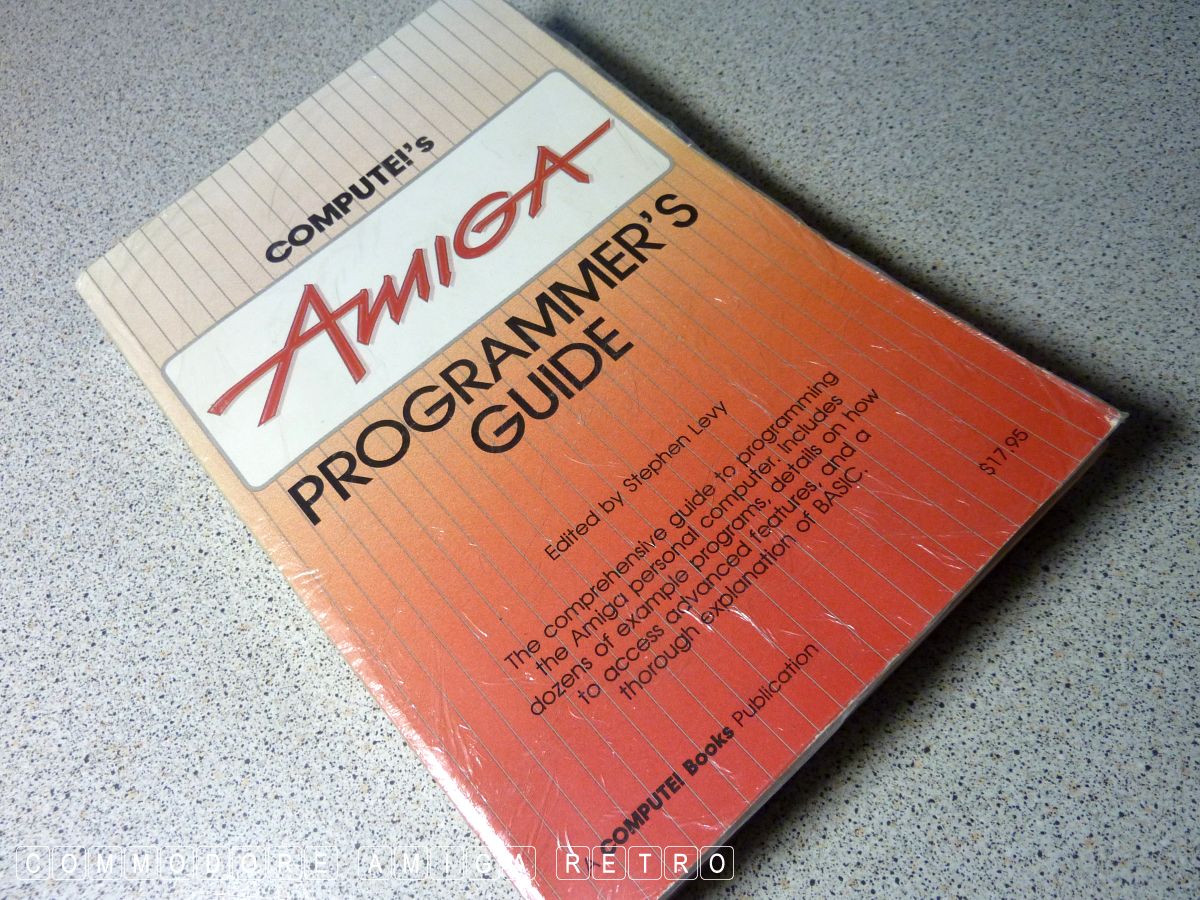 COMPUTE!'s
AMIGA
PROGRAMMER'S
GUIDE
Edited by Stephen Levy
The comprehensive guide to programming
the Amiga personal computer. Includes
dozens of example programs, details on how
to access advanced features, and a
thorough explanation of BASIC.
$17.95
A COMPUTE! Books Publication
COMMODORE AMIGA RETRO